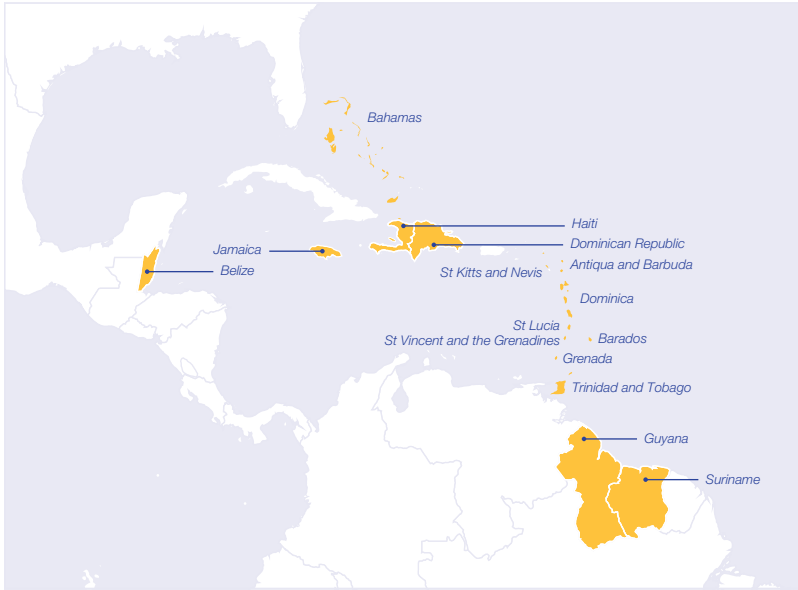 Bahamas
Haiti
Dominican Republic
Jamaica
Belize
St Kitts and Nevis
Antiqua and Barbuda
Dominica
St Lucia
St Vincent and the Grenadines
Barados
Grenada
Trinidad and Tobago
Guyana
Suriname